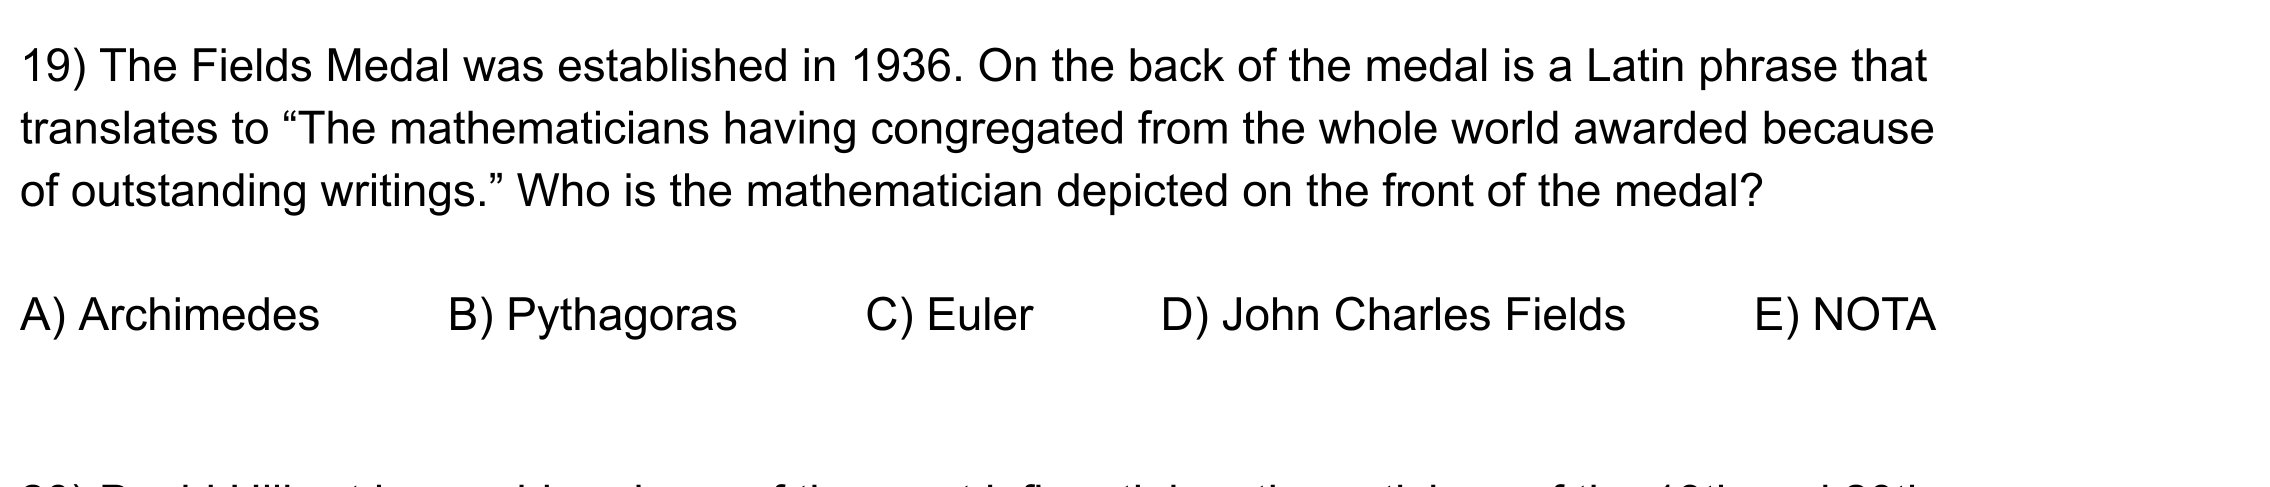 19) The Fields Medal was established in 1936. On the back of the medal is a Latin phrase that
translates to “The mathematicians having congregated from the whole world awarded because
of outstanding writings.” Who is the mathematician depicted on the front of the medal?
A) Archimedes B) Pythagoras C) Euler D) John Charles Fields E) NOTA